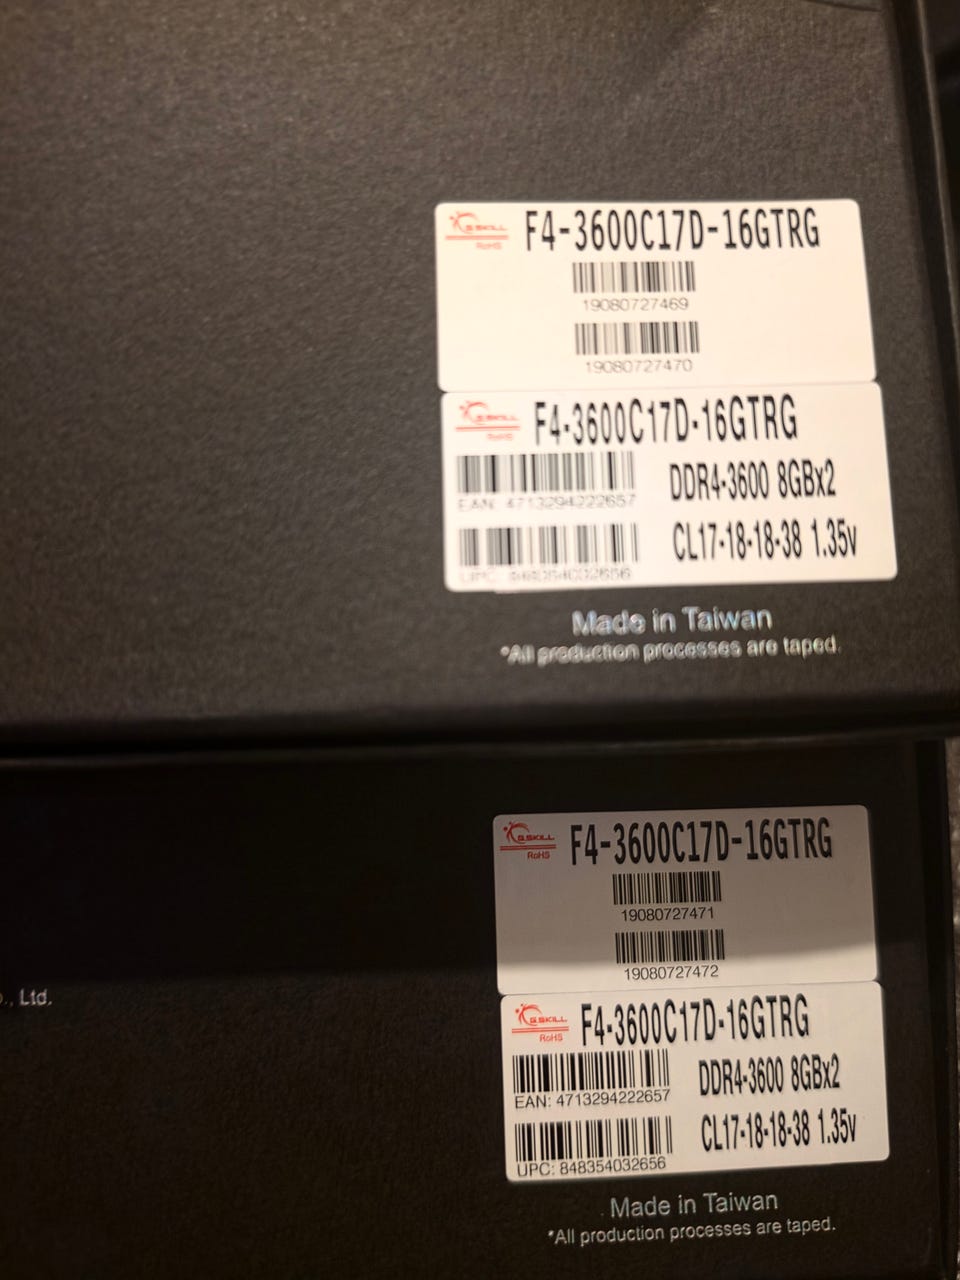 G.SKILL
RoHS
F4-3600C17D-16GTRG
19080727469
19080727470
G.SKILL
RoHS
F4-3600C17D-16GTRG
EAN: 4713294222657
DDR4-3600 8GBx2
UPC: 848354032656
CL17-18-18-38 1.35v
Made in Taiwan
*All production processes are taped.
G.SKILL
RoHS
F4-3600C17D-16GTRG
19080727471
19080727472
., Ltd.
G.SKILL
RoHS
F4-3600C17D-16GTRG
DDR4-3600 8GBx2
EAN: 4713294222657
CL17-18-18-38 1.35v
UPC: 848354032656
Made in Taiwan
*All production processes are taped.